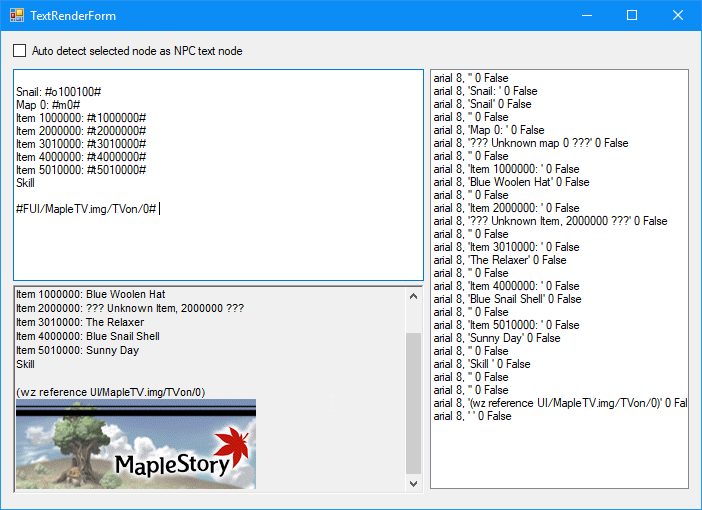 TextRenderForm
Auto detect selected node as NPC text node
Snail: #o100100#
Map 0: #m0#
Item 1000000: #t1000000#
Item 2000000: #t2000000#
Item 3010000: #t3010000#
Item 4000000: #t4000000#
Item 5010000: #t5010000#
Skill
#FUI/MapleTV.img/TVon/0#
Item 1000000: Blue Woolen Hat
Item 2000000: ??? Unknown Item, 2000000 ???
Item 3010000: The Relaxer
Item 4000000: Blue Snail Shell
Item 5010000: Sunny Day
Skill
(wz reference UI/MapleTV.img/TVon/0)
MapleStory
arial 8, '' 0 False
arial 8, 'Snail: ' 0 False
arial 8, 'Snail' 0 False
arial 8, '' 0 False
arial 8, 'Map 0: ' 0 False
arial 8, '??? Unknown map 0 ???' 0 False
arial 8, '' 0 False
arial 8, 'Item 1000000: ' 0 False
arial 8, 'Blue Woolen Hat' 0 False
arial 8, '' 0 False
arial 8, 'Item 2000000: ' 0 False
arial 8, '??? Unknown Item, 2000000 ???' 0 False
arial 8, '' 0 False
arial 8, 'Item 3010000: ' 0 False
arial 8, 'The Relaxer' 0 False
arial 8, '' 0 False
arial 8, 'Item 4000000: ' 0 False
arial 8, 'Blue Snail Shell' 0 False
arial 8, '' 0 False
arial 8, 'Item 5010000: ' 0 False
arial 8, 'Sunny Day' 0 False
arial 8, '' 0 False
arial 8, 'Skill ' 0 False
arial 8, '' 0 False
arial 8, '' 0 False
arial 8, '(wz reference UI/MapleTV.img/TVon/0)' 0 Fal
arial 8, ' ' 0 False